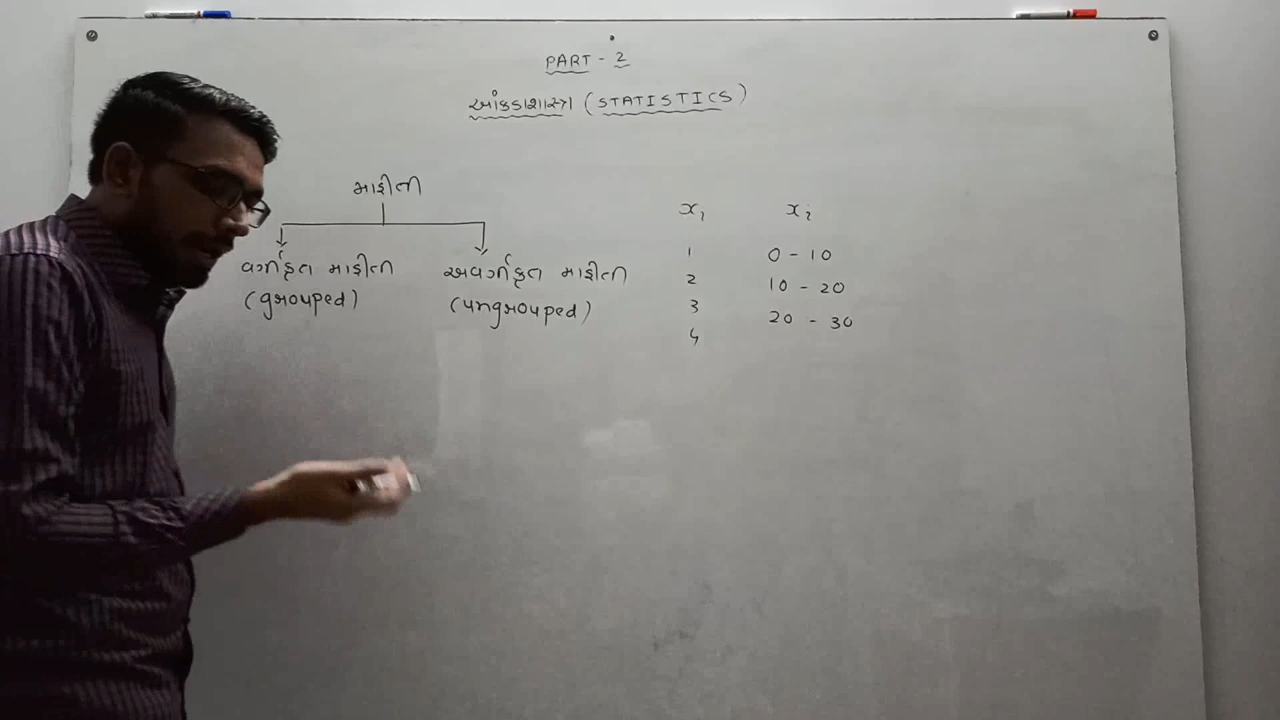 PART - 2
આંકડાશાસ્ત્ર (STATISTICS)
માહીતી
વર્ગીકૃત માહીતી
(grouped)
અવર્ગીકૃત માહીતી
(ungrouped)
x₁ xᵢ
1 0 - 10
2 10 - 20
3 20 - 30
4